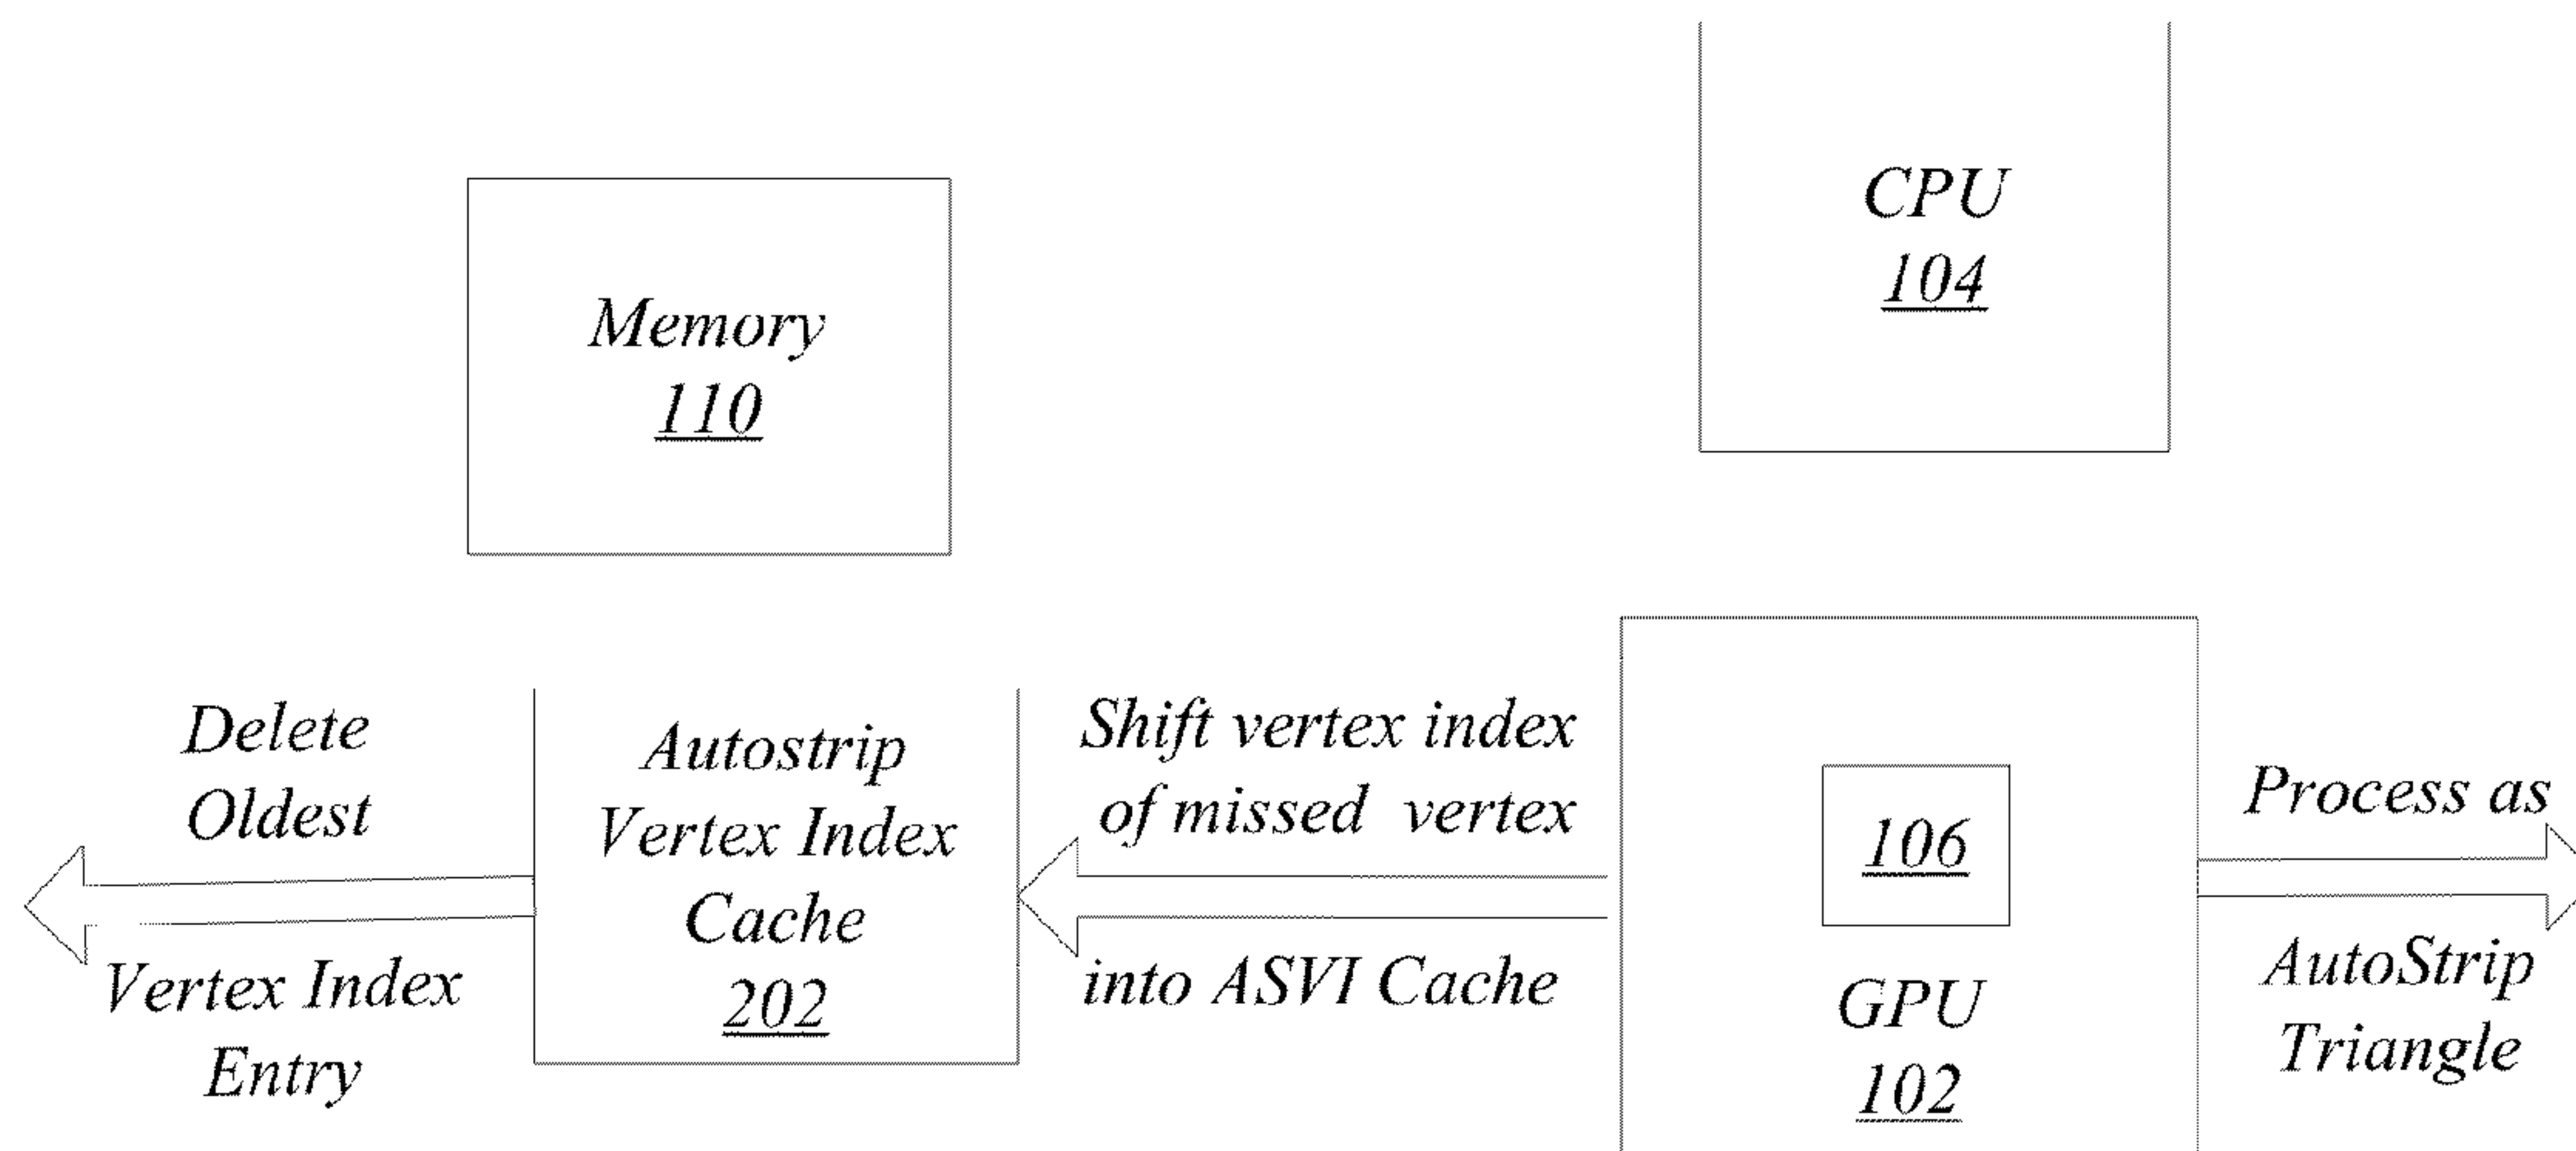 CPU
104
Memory
110
Delete
Oldest
Vertex Index
Entry
Autostrip
Vertex Index
Cache
202
Shift vertex index
of missed vertex
into ASVI Cache
106
GPU
102
Process as
AutoStrip
Triangle